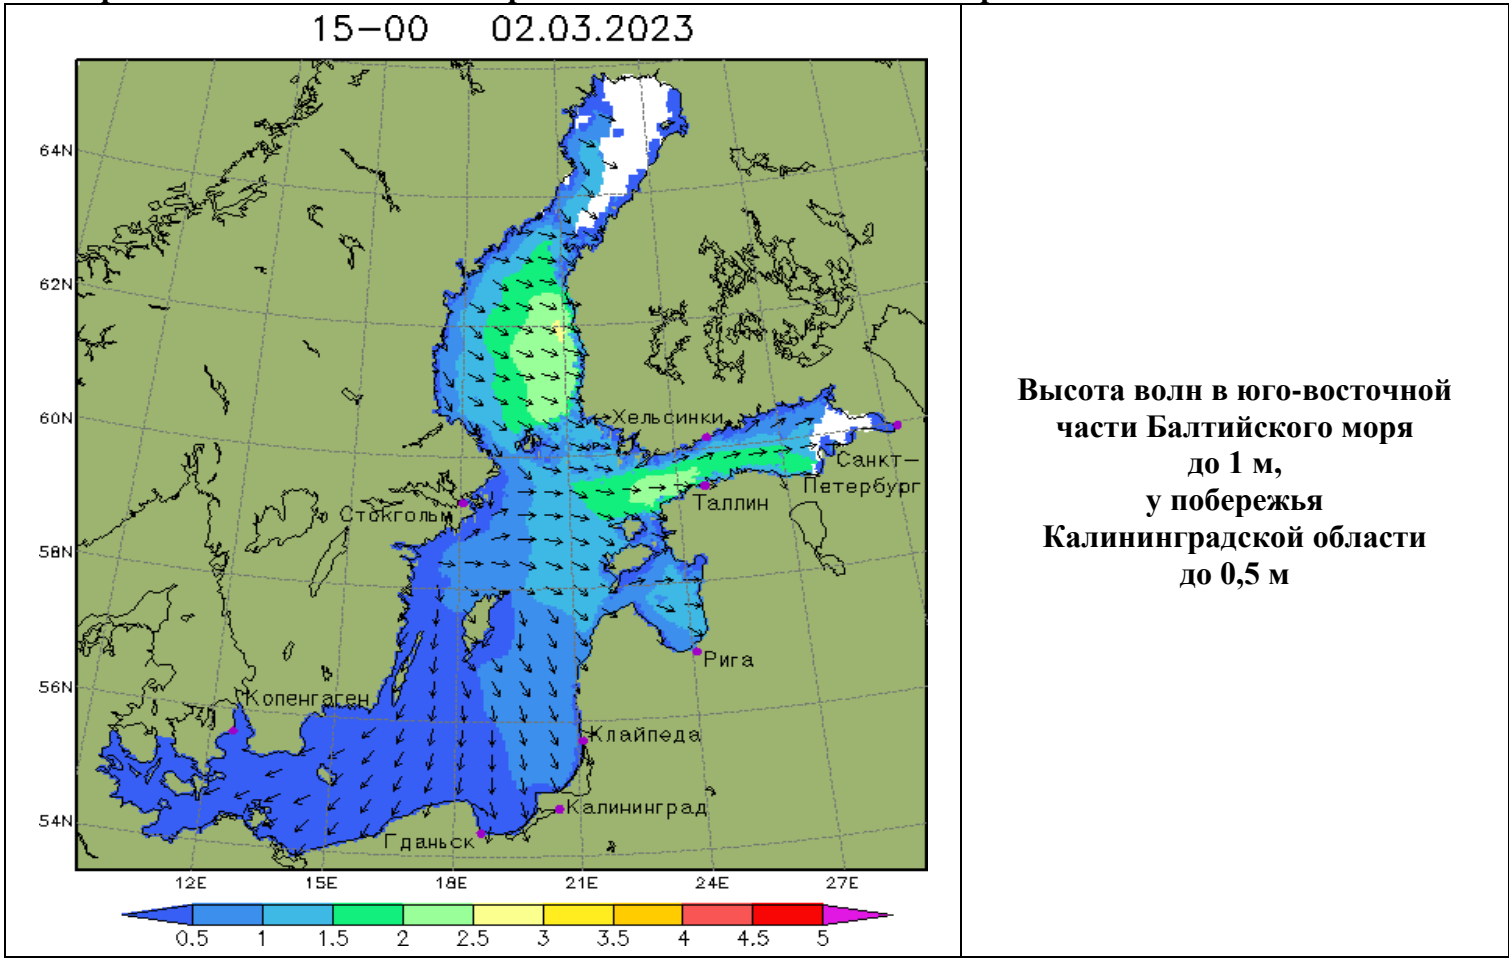 15-00 02.03.2023
64N
62N
60N
58N
56N
54N
Хельсинки
Санкт-
Петербург
Таллин
Стокгольм
Рига
Копенгаген
Клайпеда
Калининград
Гданьск
12E 15E 18E 21E 24E 27E
0.5 1 1.5 2 2.5 3 3.5 4 4.5 5
Высота волн в юго-восточной
части Балтийского моря
до 1 м,
у побережья
Калининградской области
до 0,5 м